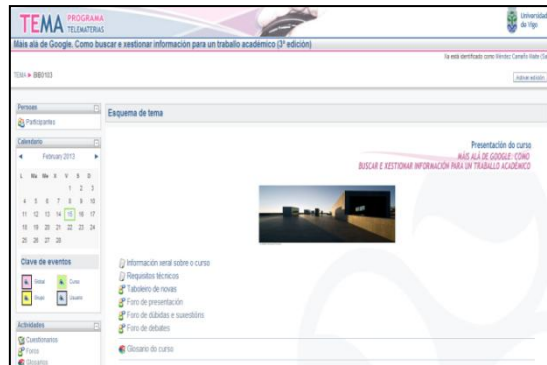 TEMA PROGRAMA
TELEMATERAS
Universidade
de Vigo
Máis alá de Google. Como buscar e xestionar información para un traballo académico (3ª edición)
TEMA ► BIB0103
Activar edición
Persoas
Participantes
Calendario
February 2013
L Ma Me X V S D
1 2 3
4 5 6 7 8 9 10
11 12 13 14 15 16 17
18 19 20 21 22 23 24
25 26 27 28
Clave de eventos
Global Curso
Grupo Usuario
Actividades
Cuestionarios
Foros
Glosarios
Esquema de tema
Presentación do curso
MÁIS ALÁ DE GOOGLE: COMO
BUSCAR E XESTIONAR INFORMACIÓN PARA UN TRABALLO ACADÉMICO
Información xeral sobre o curso
Requisitos técnicos
Taboleiro de novas
Foro de presentación
Foro de dúbidas e suxestións
Foro de debates
Glosario do curso